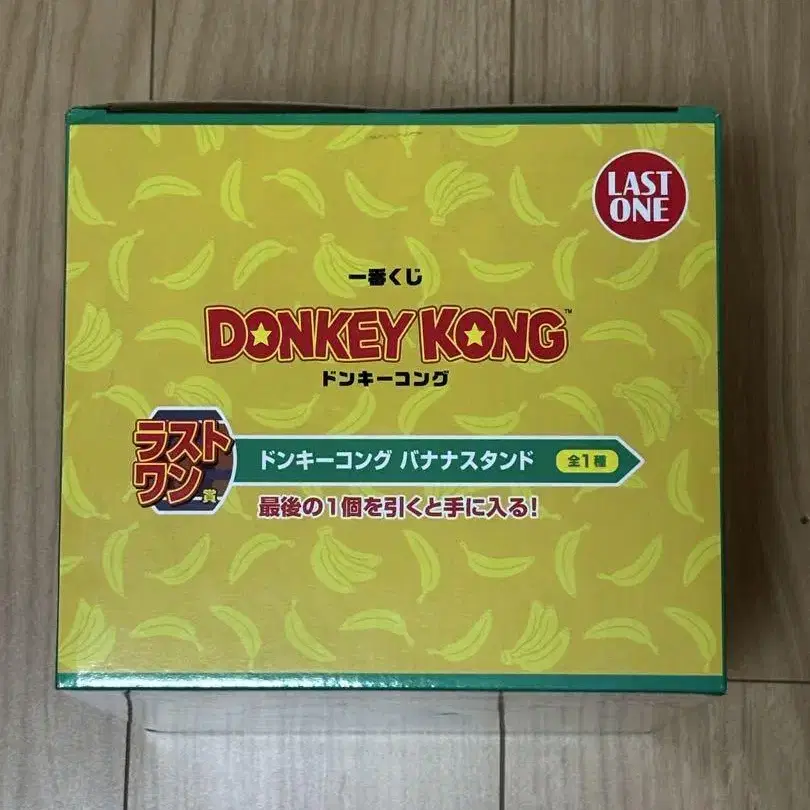 LAST
ONE
一番くじ
DONKEY KONG™
ドンキーコング
ラスト
ワン賞
ドンキーコング バナナスタンド 全1種
最後の1個を引くと手に入る!